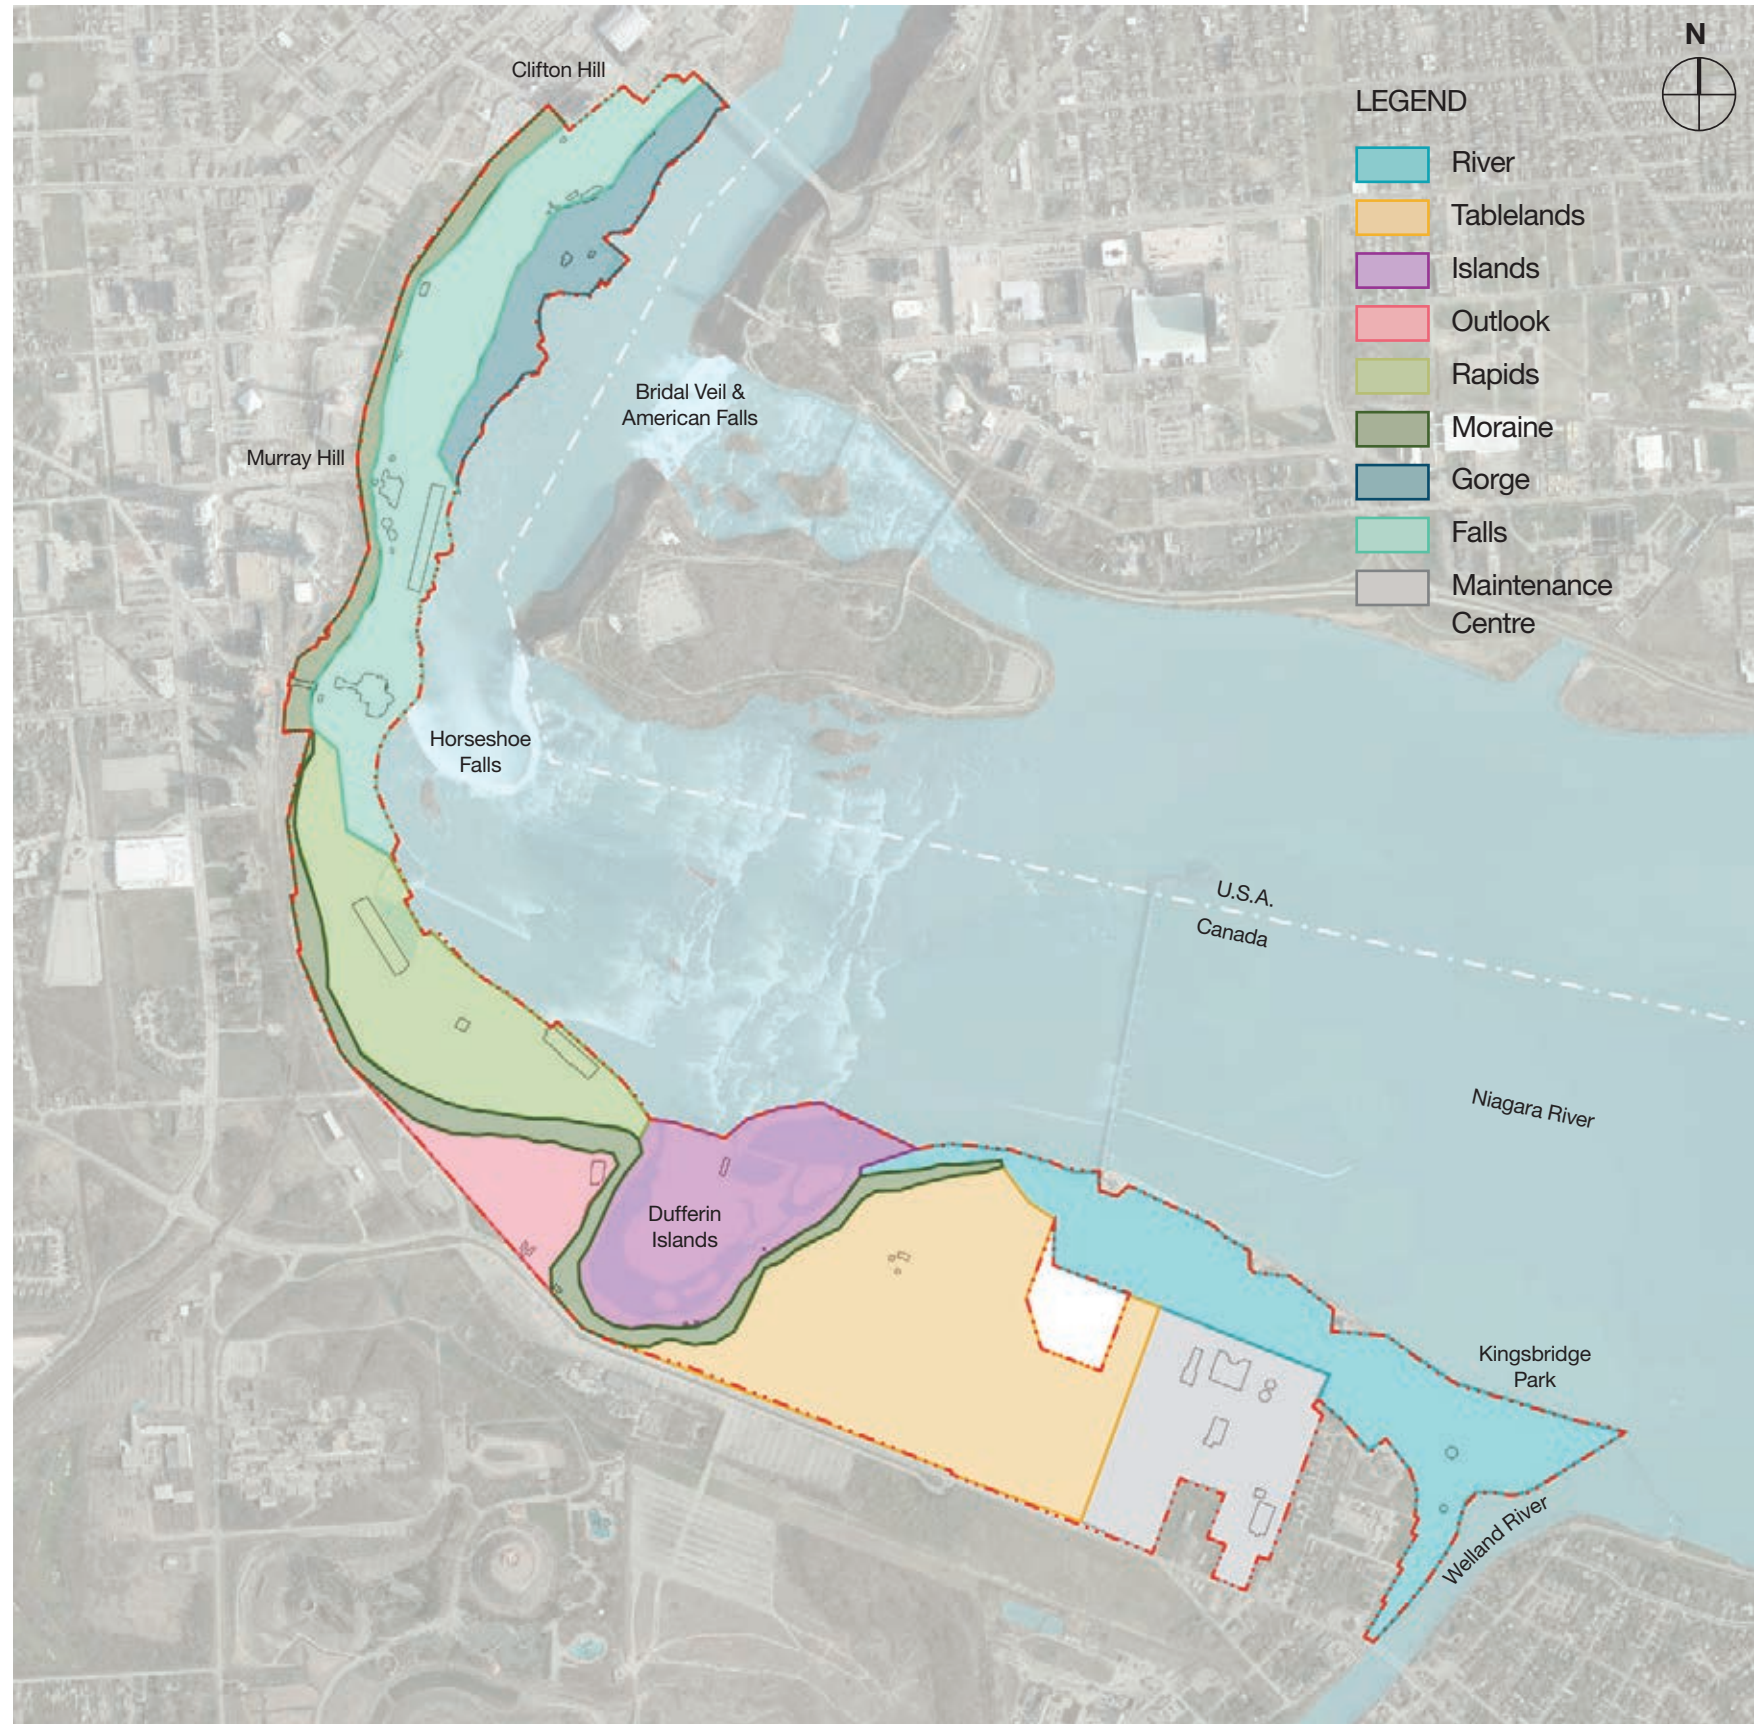 Clifton Hill
N
LEGEND
River
Tablelands
Islands
Outlook
Rapids
Moraine
Gorge
Falls
Maintenance
Centre
Bridal Veil &
American Falls
Murray Hill
Horseshoe
Falls
U.S.A.
Canada
Niagara River
Dufferin
Islands
Kingsbridge
Park
Welland River